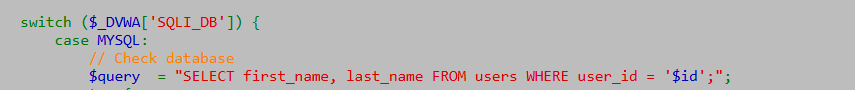 switch ($_DVWA['SQLI_DB']) {
case MYSQL:
// Check database
$query  = "SELECT first_name, last_name FROM users WHERE user_id = '$id';";